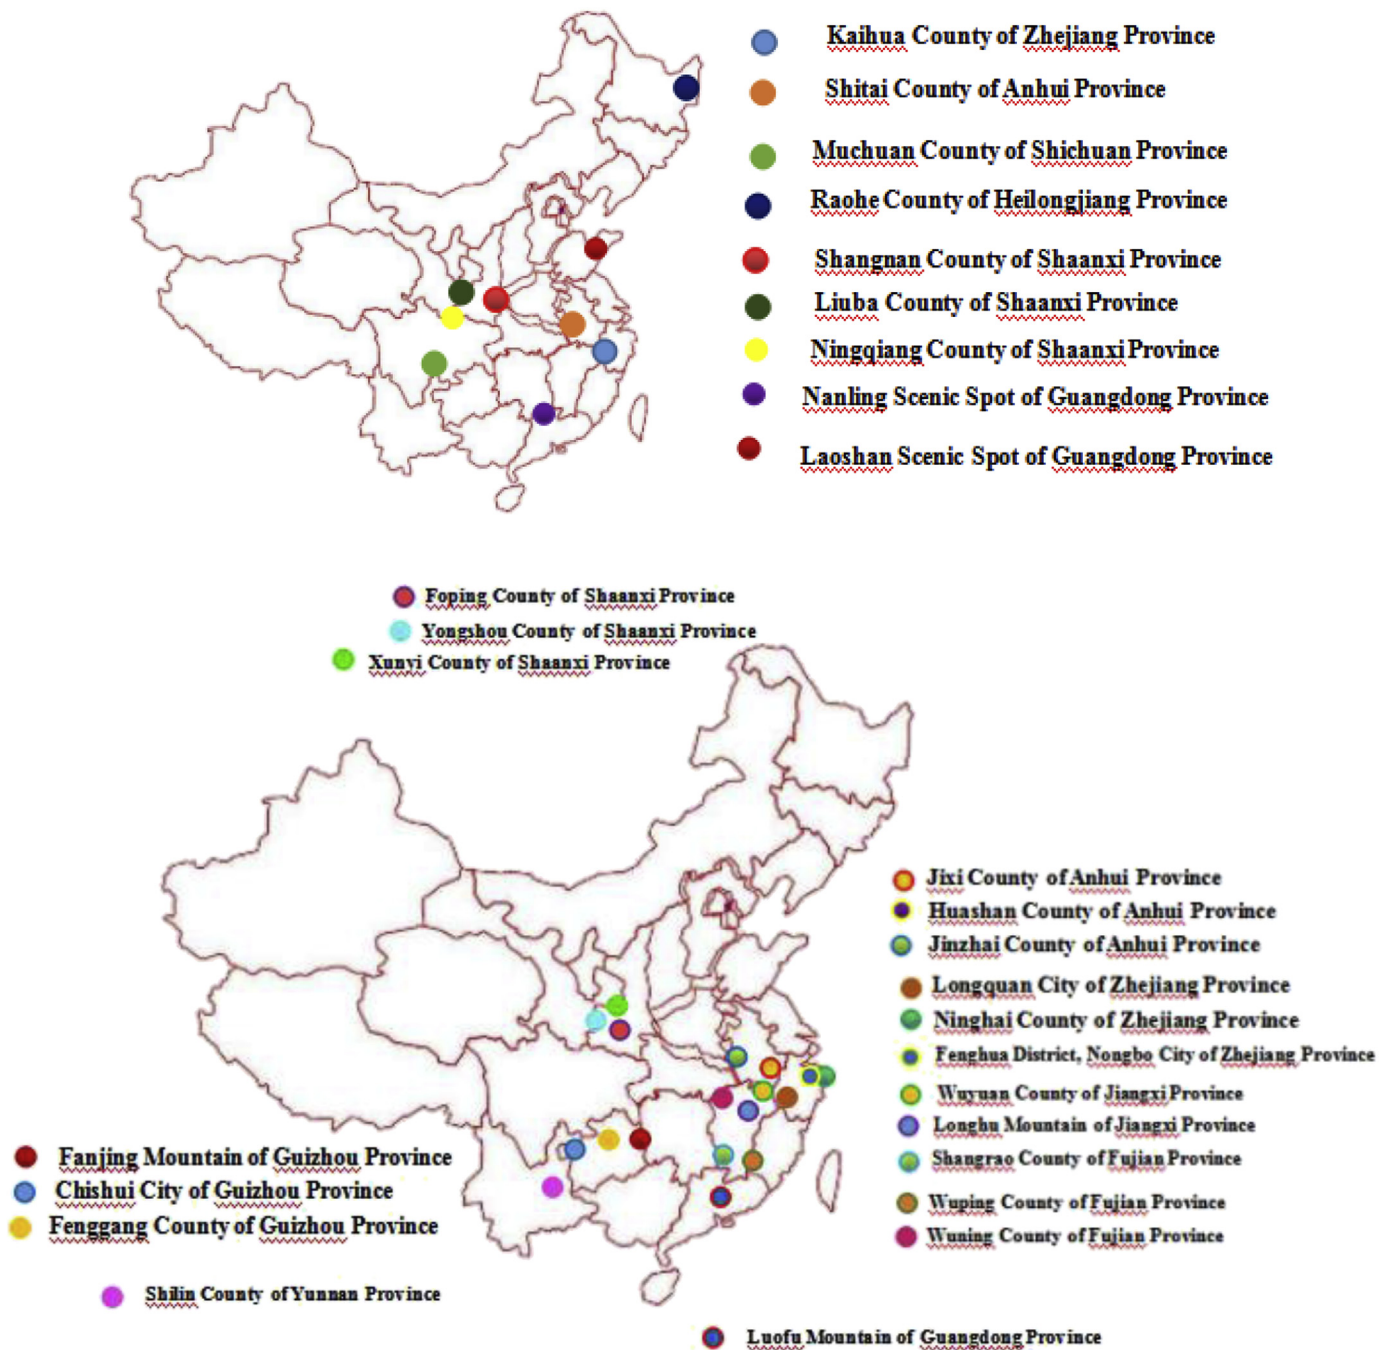 Kaihua County of Zhejiang Province
Shitai County of Anhui Province
Muchuan County of Shichuan Province
Raohe County of Heilongjiang Province
Shangnan County of Shaanxi Province
Liuba County of Shaanxi Province
Ningqiang County of Shaanxi Province
Nanling Scenic Spot of Guangdong Province
Laoshan Scenic Spot of Guangdong Province
Foping County of Shaanxi Province
Yongshou County of Shaanxi Province
Xunyi County of Shaanxi Province
Jixi County of Anhui Province
Huashan County of Anhui Province
Jinzhai County of Anhui Province
Longquan City of Zhejiang Province
Ninghai County of Zhejiang Province
Fenghua District, Nongbo City of Zhejiang Province
Wuyuan County of Jiangxi Province
Longhu Mountain of Jiangxi Province
Shangrao County of Fujian Province
Wuping County of Fujian Province
Wuning County of Fujian Province
Fanjing Mountain of Guizhou Province
Chishui City of Guizhou Province
Fenggang County of Guizhou Province
Shilin County of Yunnan Province
Luofu Mountain of Guangdong Province